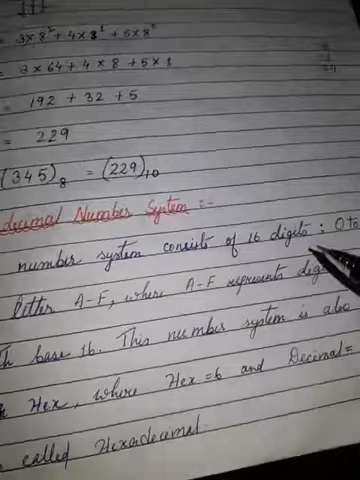 = 3×8² + 4×8¹ + 5×8⁰
= 3 × 64 + 4 × 8 + 5 × 1
= 192 + 32 + 5
= 229
(345)₈ = (229)₁₀
decimal Number System :-
number system consists of 16 digits : 0 to
letter A-F, where A-F represents
base 16. This number system is also
Hex, where Hex = 6 and Decimal =
called Hexadecimal.